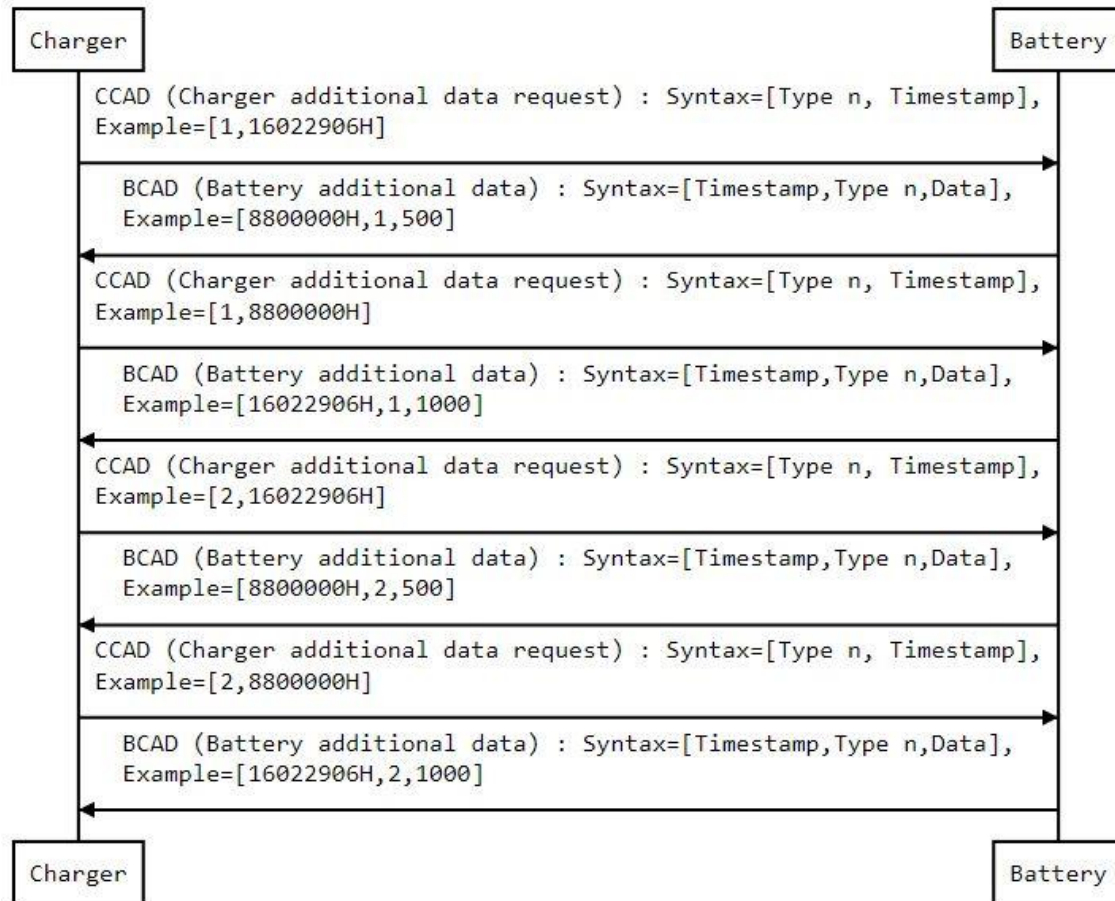 Charger
Battery
CCAD (Charger additional data request) : Syntax=[Type n, Timestamp],
Example=[1,16022906H]
BCAD (Battery additional data) : Syntax=[Timestamp,Type n,Data],
Example=[8800000H,1,500]
CCAD (Charger additional data request) : Syntax=[Type n, Timestamp],
Example=[1,8800000H]
BCAD (Battery additional data) : Syntax=[Timestamp,Type n,Data],
Example=[16022906H,1,1000]
CCAD (Charger additional data request) : Syntax=[Type n, Timestamp],
Example=[2,16022906H]
BCAD (Battery additional data) : Syntax=[Timestamp,Type n,Data],
Example=[8800000H,2,500]
CCAD (Charger additional data request) : Syntax=[Type n, Timestamp],
Example=[2,8800000H]
BCAD (Battery additional data) : Syntax=[Timestamp,Type n,Data],
Example=[16022906H,2,1000]
Charger
Battery